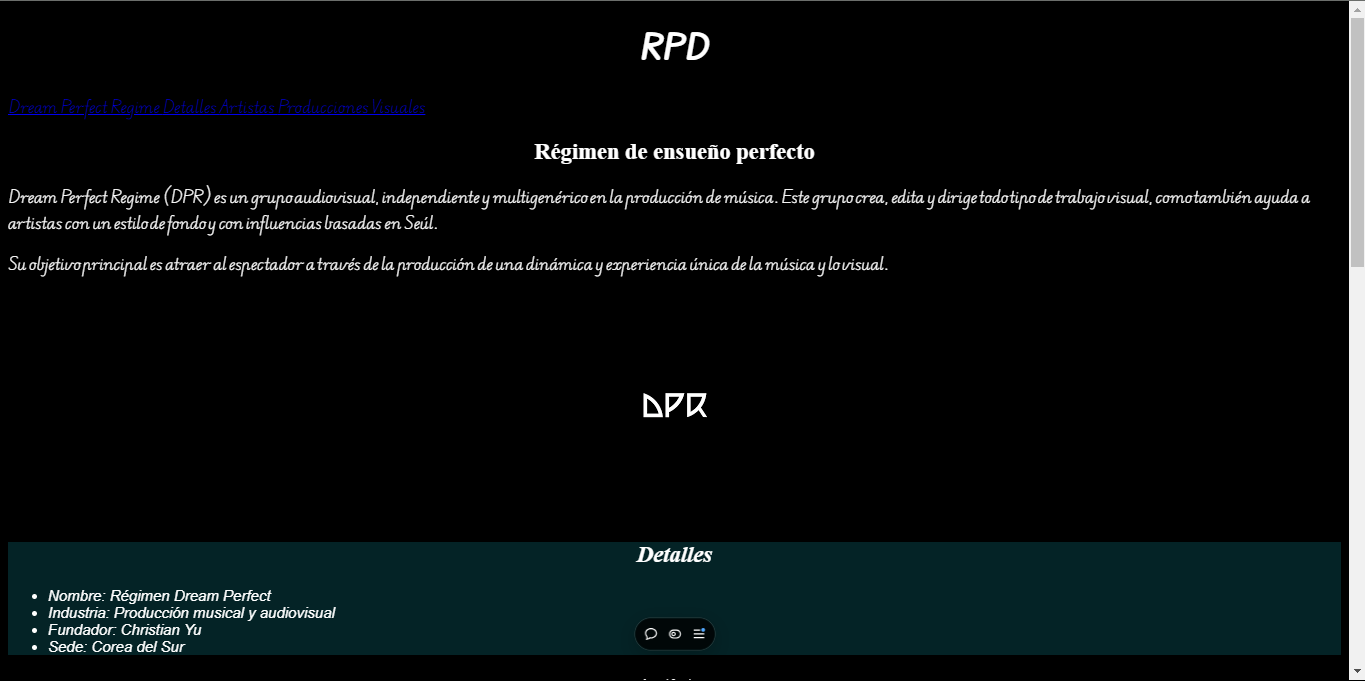 RPD
Dream Perfect Regime Detalles Artistas Producciones Visuales
Régimen de ensueño perfecto
Dream Perfect Regime (DPR) es un grupo audiovisual, independiente y multigenérico en la producción de música. Este grupo crea, edita y dirige todo tipo de trabajo visual, como también ayuda a
artistas con un estilo de fondo y con influencias basadas en Seúl.
Su objetivo principal es atraer al espectador a través de la producción de una dinámica y experiencia única de la música y lo visual.
DPR
Detalles
Nombre: Régimen Dream Perfect
Industria: Producción musical y audiovisual
Fundador: Christian Yu
Sede: Corea del Sur